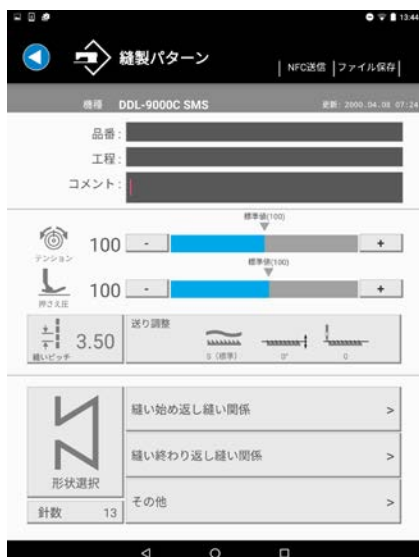 13:44
縫製パターン
NFC送信
ファイル保存
機種 DDL-9000C SMS
更新: 2000.04.08 07:24
品番:
工程:
コメント:
標準値(100)
テンション
100
-
+
標準値(100)
押さえ圧
100
-
+
縫いピッチ
3.50
送り調整
S (標準)
0°
0
形状選択
針数 13
縫い始め返し縫い関係 >
縫い終わり返し縫い関係 >
その他 >